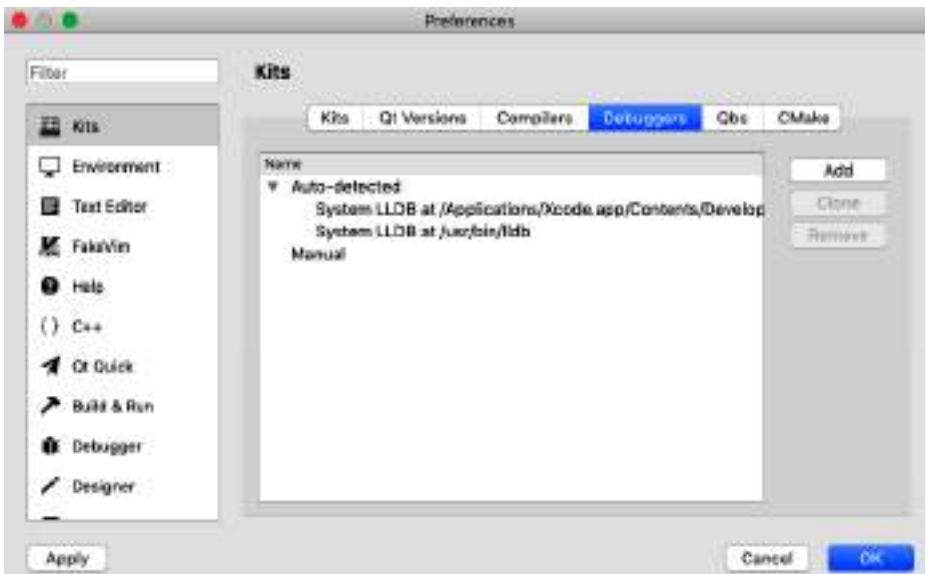 Preferences
Filter
Kits
Environment
Text Editor
FakeVim
Help
C++
Qt Quick
Build & Run
Debugger
Designer
Kits
Kits Qt Versions Compilers Debuggers Qbs CMake
Name
Auto-detected
System LLDB at /Applications/Xcode.app/Contents/Develop
System LLDB at /usr/bin/lldb
Manual
Add
Clone
Remove
Apply
Cancel
OK